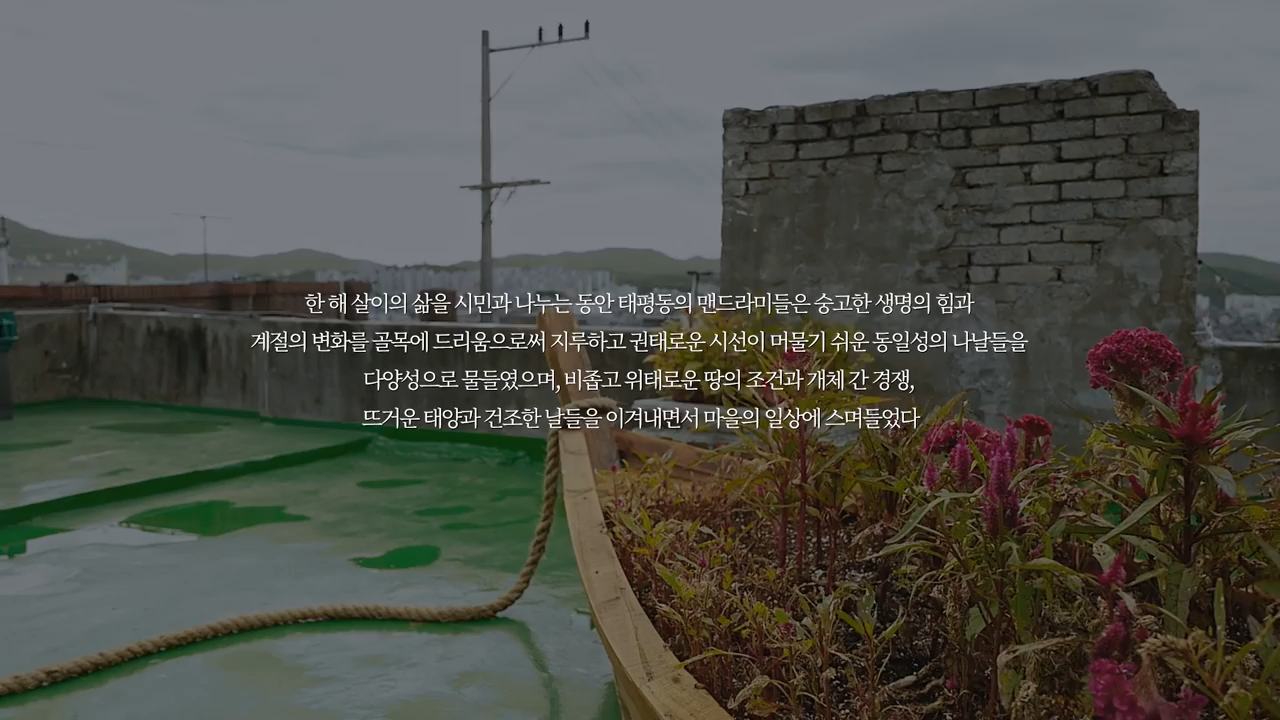 한 해 살이의 삶을 시민과 나누는 동안 태평동의 맨드라미들은 숭고한 생명의 힘과
계절의 변화를 골목에 드리움으로써 지루하고 권태로운 시선이 머물기 쉬운 동일성의 나날들을
다양성으로 물들였으며, 비좁고 위태로운 땅의 조건과 개체 간 경쟁,
뜨거운 태양과 건조한 날들을 이겨내면서 마을의 일상에 스며들었다